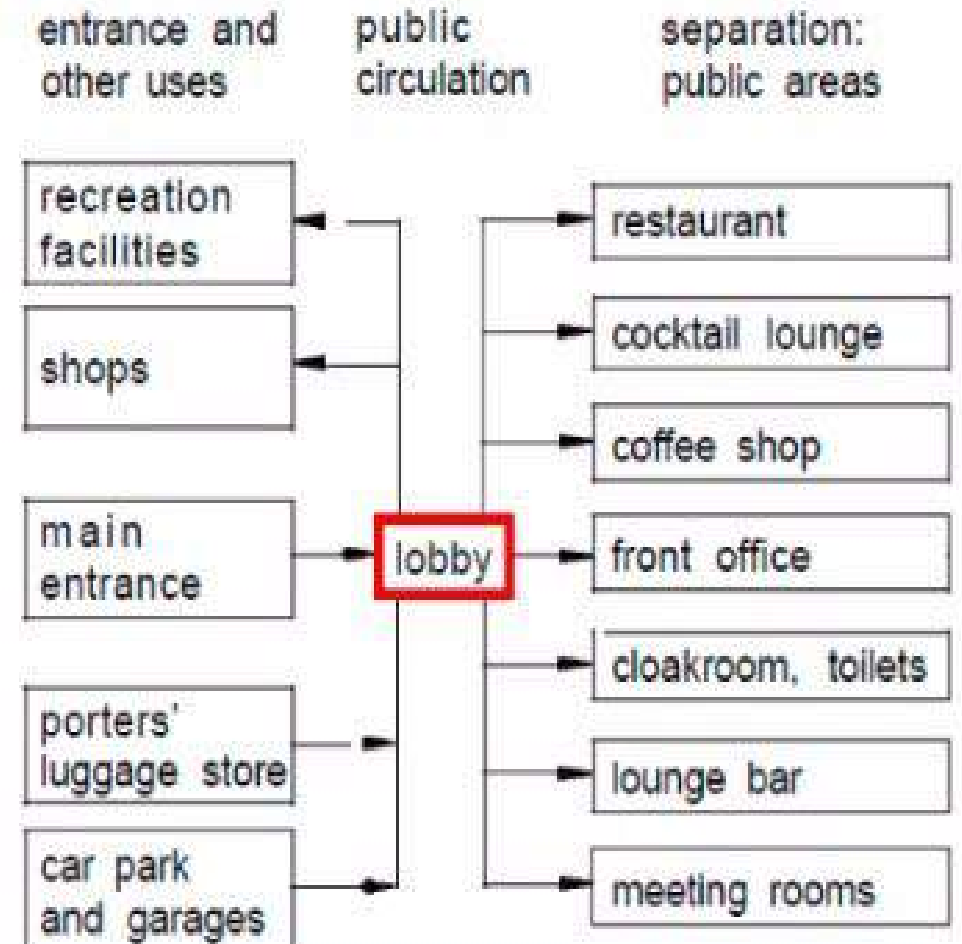 entrance and
other uses
public
circulation
separation:
public areas
recreation
facilities
shops
main
entrance
porters'
luggage store
car park
and garages
lobby
restaurant
cocktail lounge
coffee shop
front office
cloakroom, toilets
lounge bar
meeting rooms